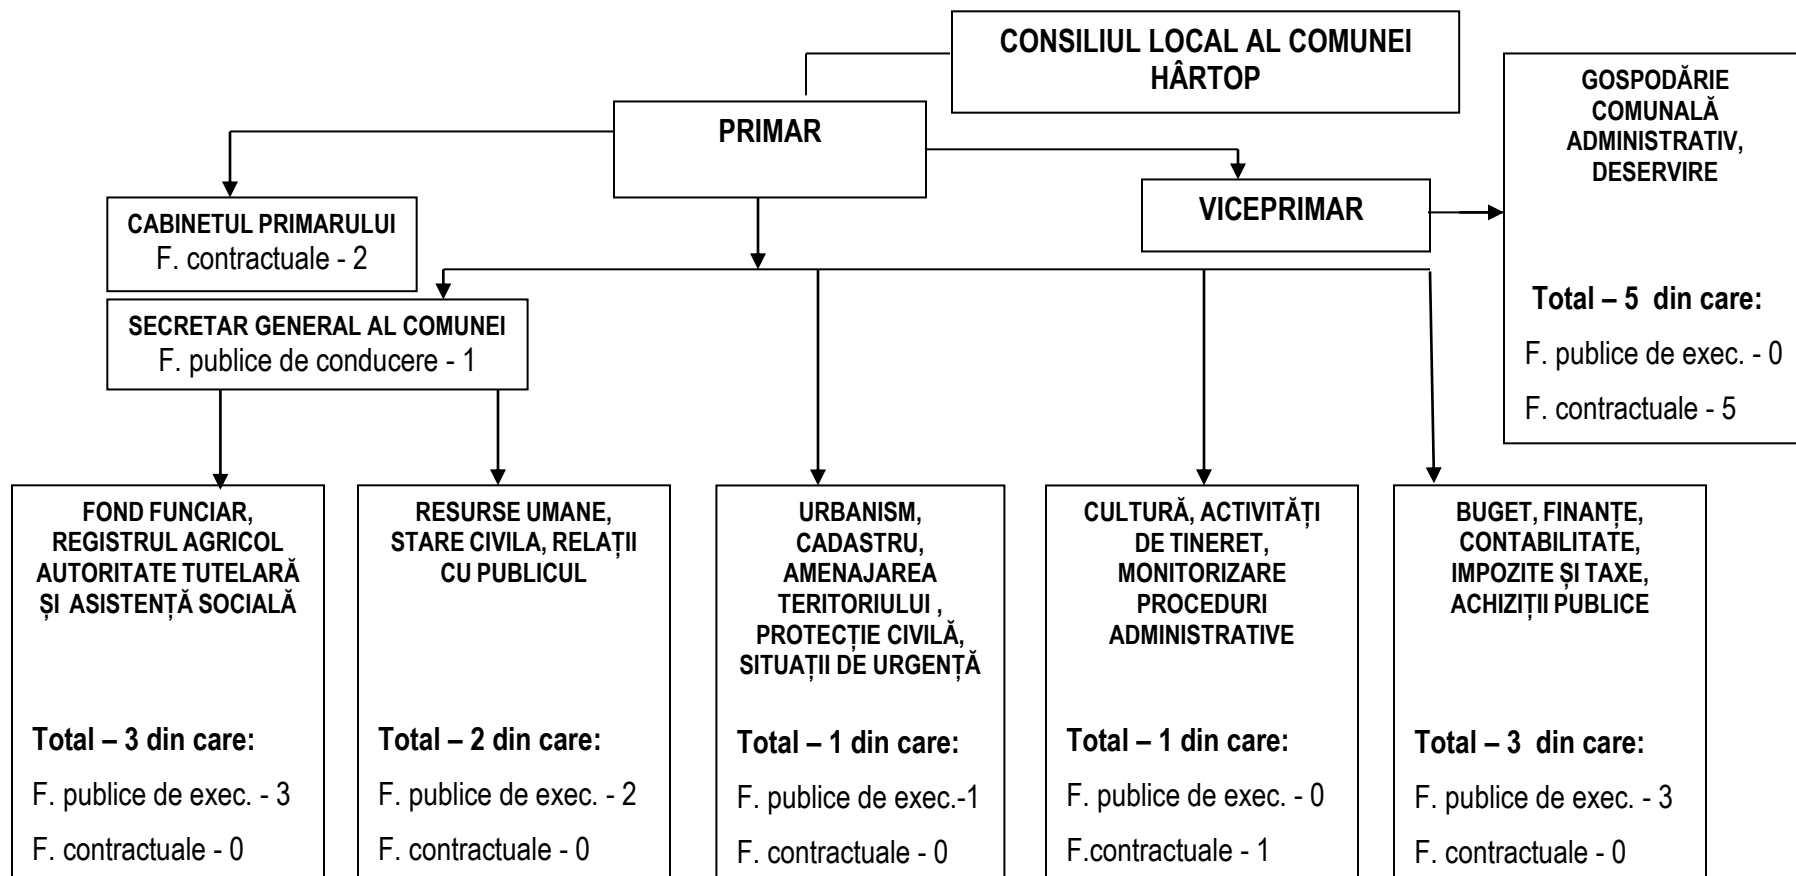 CONSILIUL LOCAL AL COMUNEI
HÂRTOP
PRIMAR
VICEPRIMAR
GOSPODĂRIE
COMUNALĂ
ADMINISTRATIV,
DESERVIRE
Total – 5 din care:
F. publice de exec. - 0
F. contractuale - 5
CABINETUL PRIMARULUI
F. contractuale - 2
SECRETAR GENERAL AL COMUNEI
F. publice de conducere - 1
FOND FUNCIAR,
REGISTRUL AGRICOL
AUTORITATE TUTELARĂ
ȘI ASISTENȚĂ SOCIALĂ
Total – 3 din care:
F. publice de exec. - 3
F. contractuale - 0
RESURSE UMANE,
STARE CIVILA, RELAȚII
CU PUBLICUL
Total – 2 din care:
F. publice de exec. - 2
F. contractuale - 0
URBANISM,
CADASTRU,
AMENAJAREA
TERITORIULUI ,
PROTECȚIE CIVILĂ,
SITUAȚII DE URGENȚĂ
Total – 1 din care:
F. publice de exec.-1
F. contractuale - 0
CULTURĂ, ACTIVITĂȚI
DE TINERET,
MONITORIZARE
PROCEDURI
ADMINISTRATIVE
Total – 1 din care:
F. publice de exec. - 0
F.contractuale - 1
BUGET, FINANȚE,
CONTABILITATE,
IMPOZITE ȘI TAXE,
ACHIZIȚII PUBLICE
Total – 3 din care:
F. publice de exec. - 3
F. contractuale - 0